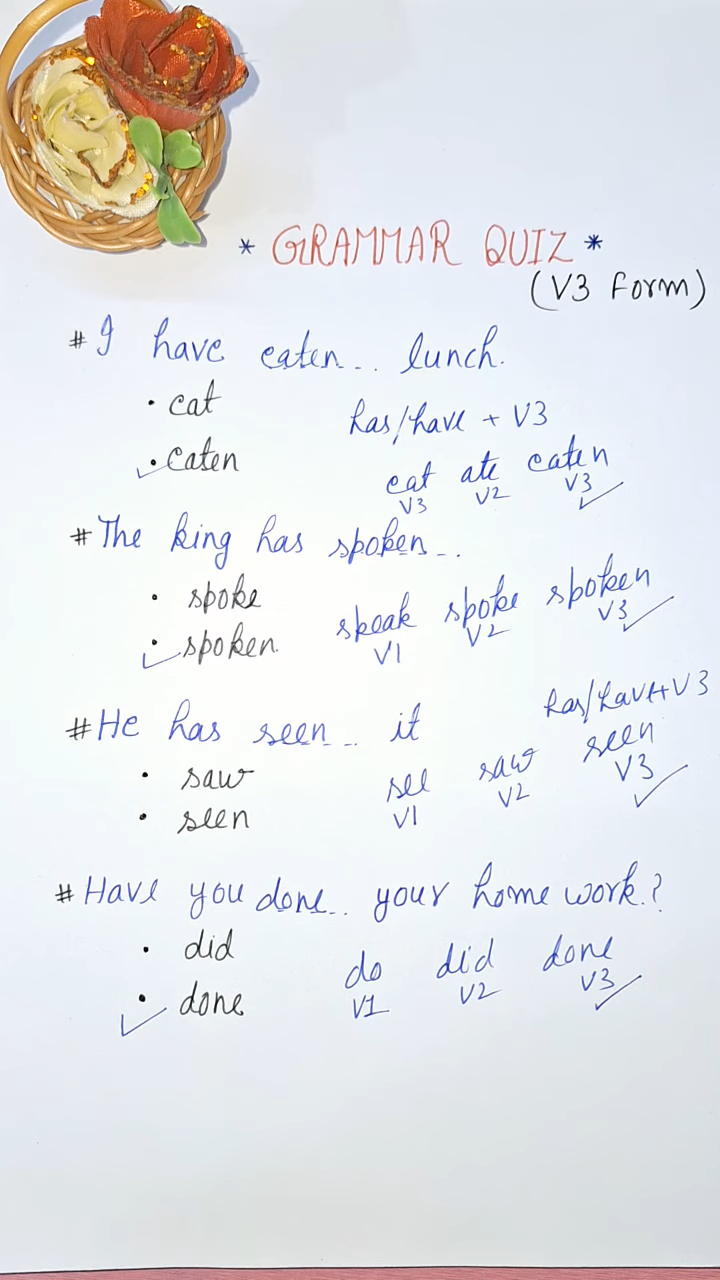 * GRAMMAR QUIZ *
(V3 Form)
# I have eaten... lunch.
• eat
has/have + V3
• eaten
eat ate eaten
V3 V2 V3
# The king has spoken...
• spoke
speak spoke spoken
V1 V2 V3
• spoken.
has/have+V3
# He has seen... it
• saw
see saw seen
V1 V2 V3
• seen
# Have you done... your home work.?
• did
do did done
V1 V2 V3
• done